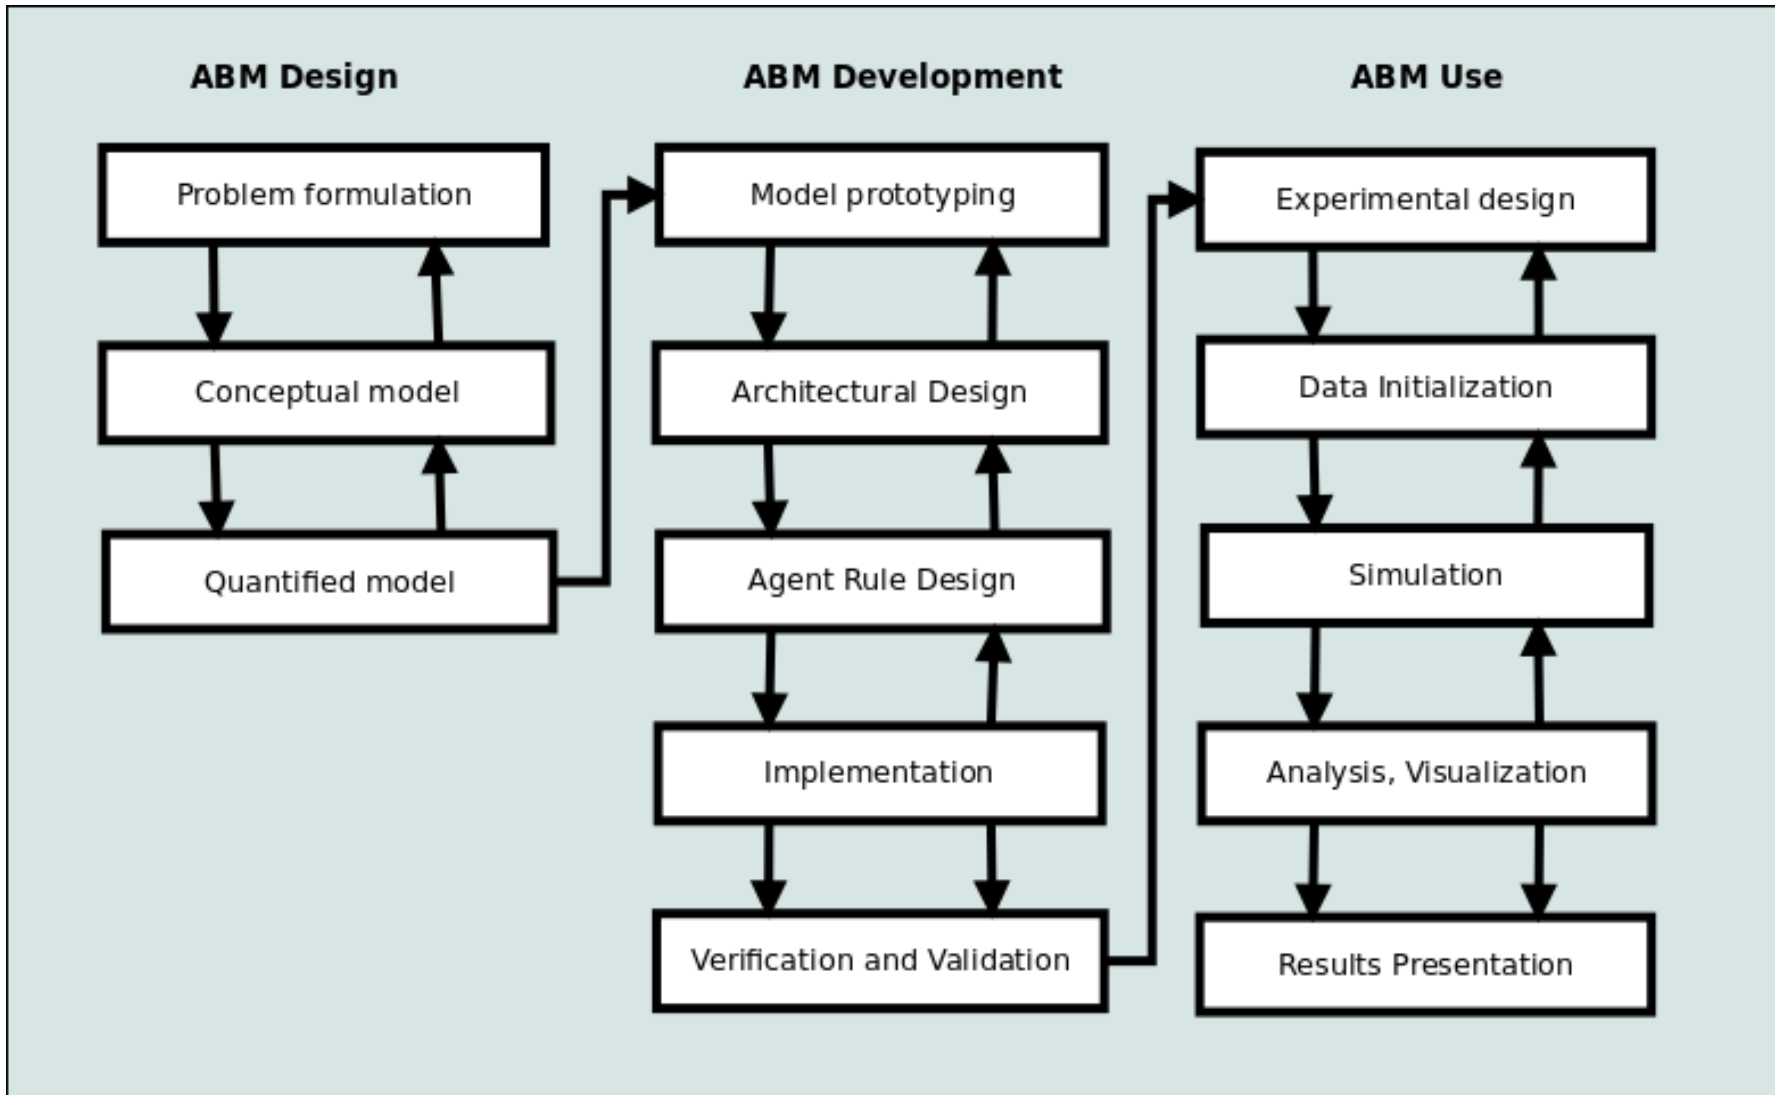 ABM Design
Problem formulation
Conceptual model
Quantified model
ABM Development
Model prototyping
Architectural Design
Agent Rule Design
Implementation
Verification and Validation
ABM Use
Experimental design
Data Initialization
Simulation
Analysis, Visualization
Results Presentation